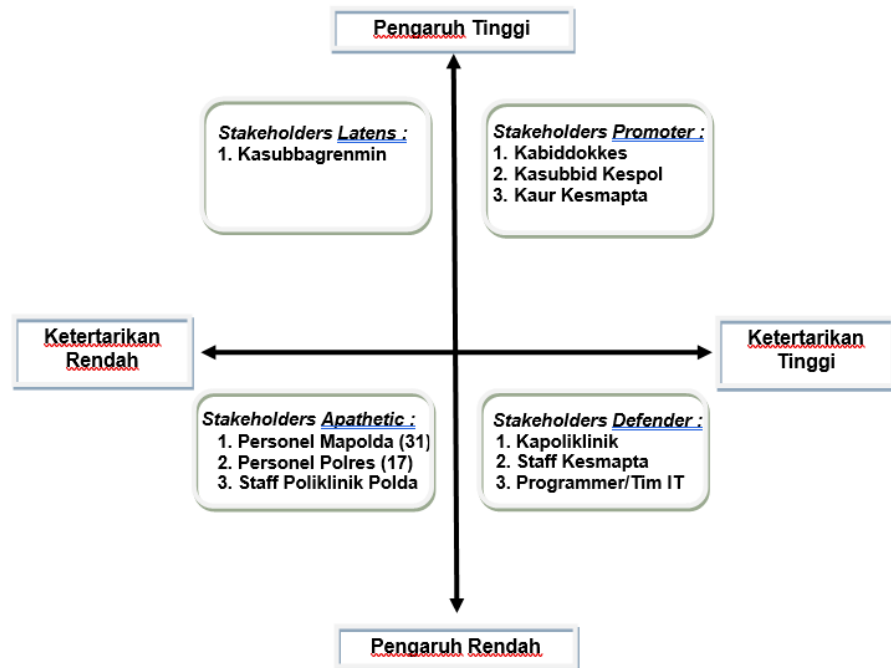 Pengaruh Tinggi
Stakeholders Latens :
1. Kasubbagrenmin
Stakeholders Promoter :
1. Kabiddokkes
2. Kasubbid Kespol
3. Kaur Kesmapta
Ketertarikan
Rendah
Ketertarikan
Tinggi
Stakeholders Apathetic :
1. Personel Mapolda (31)
2. Personel Polres (17)
3. Staff Poliklinik Polda
Stakeholders Defender :
1. Kapoliklinik
2. Staff Kesmapta
3. Programmer/Tim IT
Pengaruh Rendah